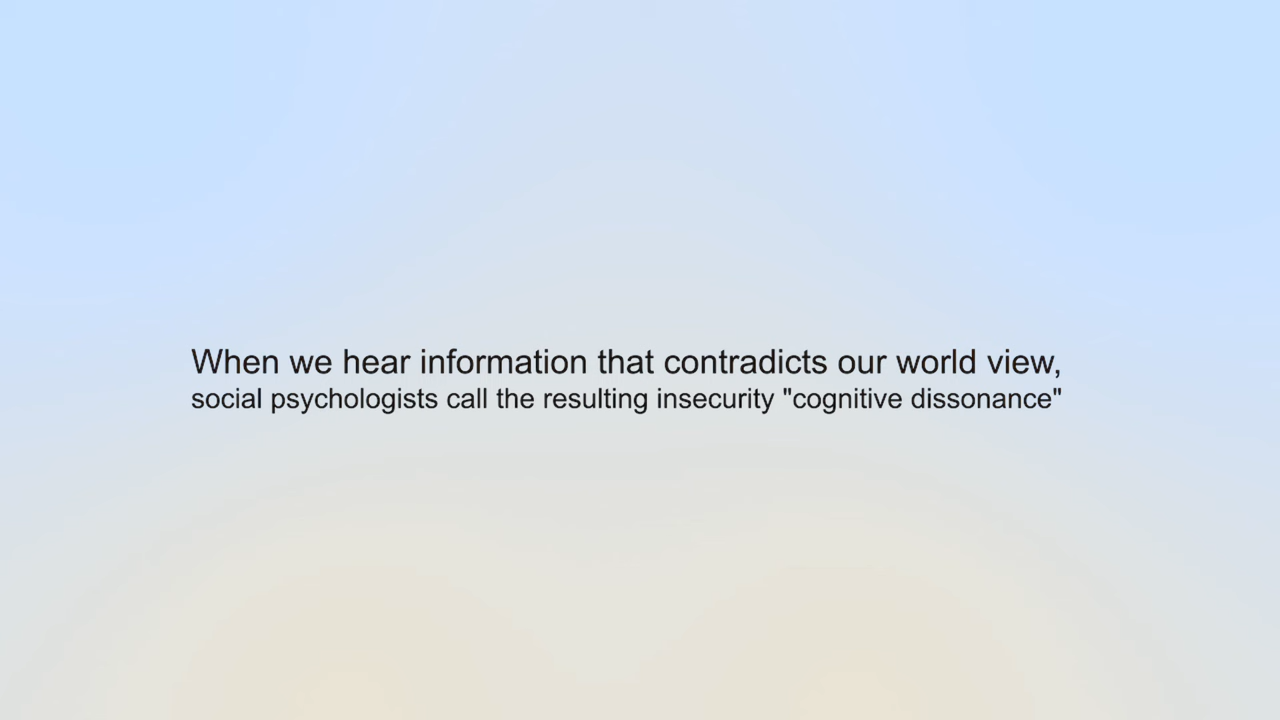 When we hear information that contradicts our world view,
social psychologists call the resulting insecurity "cognitive dissonance"